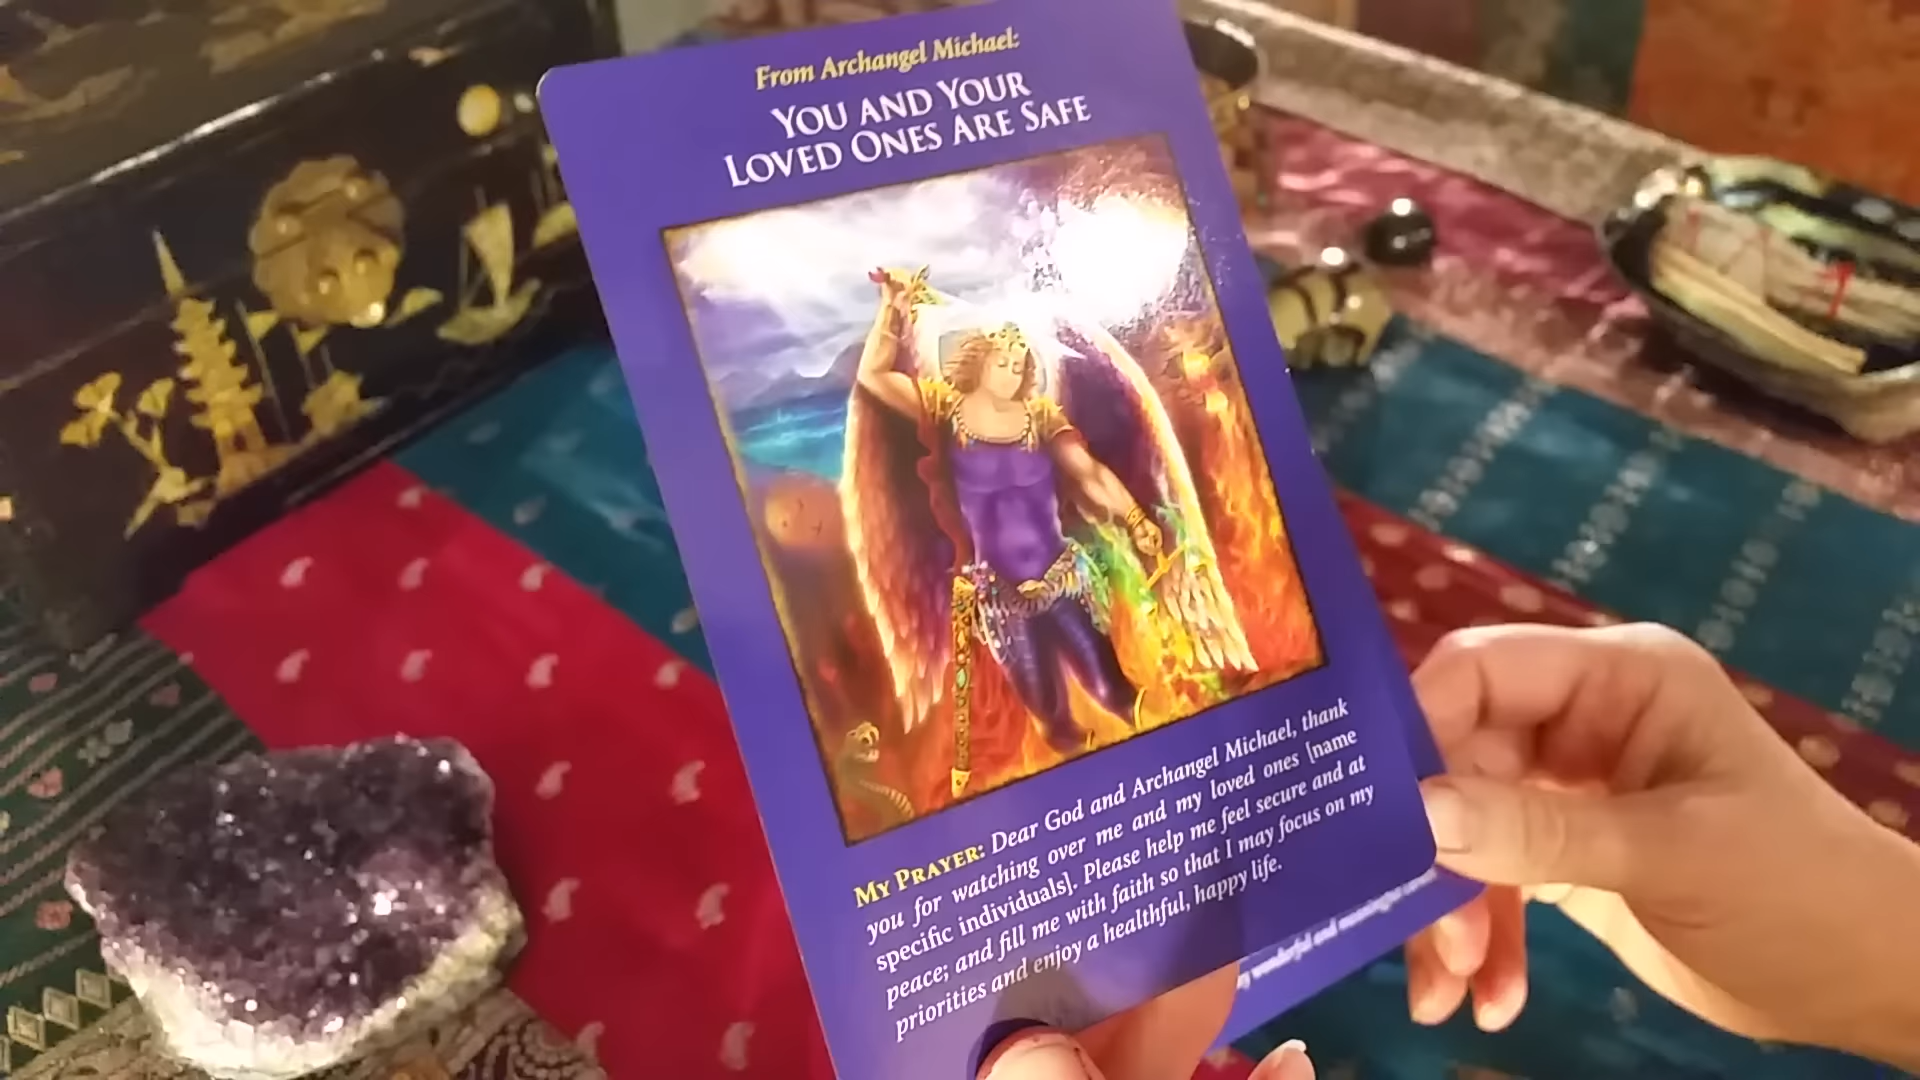 From Archangel Michael:
YOU AND YOUR
LOVED ONES ARE SAFE
MY PRAYER: Dear God and Archangel Michael, thank
you for watching over me and my loved ones [name
specific individuals]. Please help me feel secure and at
peace; and fill me with faith so that I may focus on my
priorities and enjoy a healthful, happy life.
wonderful and